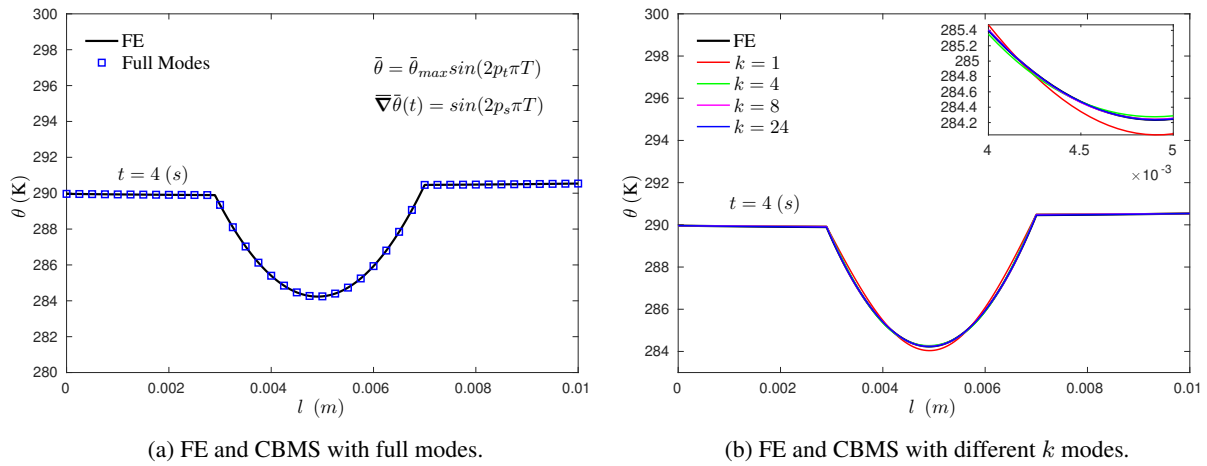 300
298
296
294
292
290
288
286
284
282
280
θ (K)
FE
Full Modes
θ̄ = θ̄_{max}sin(2p_tπT)
∇̄θ̄(t) = sin(2p_sπT)
t = 4 (s)
0 0.002 0.004 0.006 0.008 0.01
l (m)
(a) FE and CBMS with full modes.
300
298
296
294
292
290
288
286
284
282
280
θ (K)
FE
k = 1
k = 4
k = 8
k = 24
285.4
285.2
285
284.8
284.6
284.4
284.2
4 4.5 5
×10⁻³
t = 4 (s)
0 0.002 0.004 0.006 0.008 0.01
l (m)
(b) FE and CBMS with different k modes.